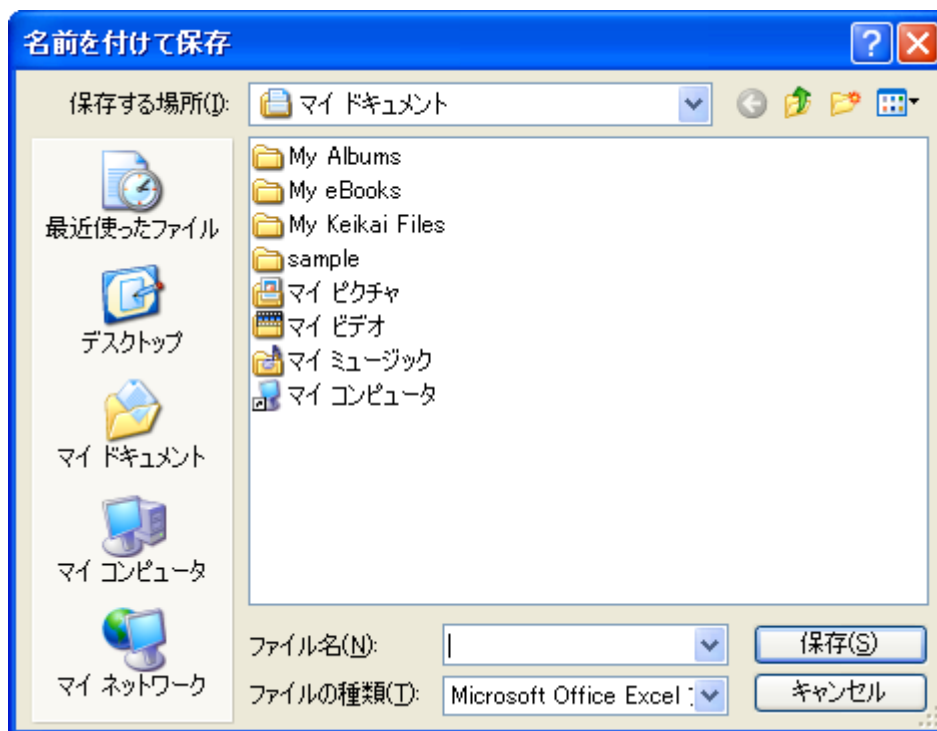 名前を付けて保存
保存する場所(I):
マイ ドキュメント
最近使ったファイル
デスクトップ
マイ ドキュメント
マイ コンピュータ
マイ ネットワーク
My Albums
My eBooks
My Keikai Files
sample
マイ ピクチャ
マイ ビデオ
マイ ミュージック
マイ コンピュータ
ファイル名(N):
保存(S)
ファイルの種類(T):
Microsoft Office Excel
キャンセル